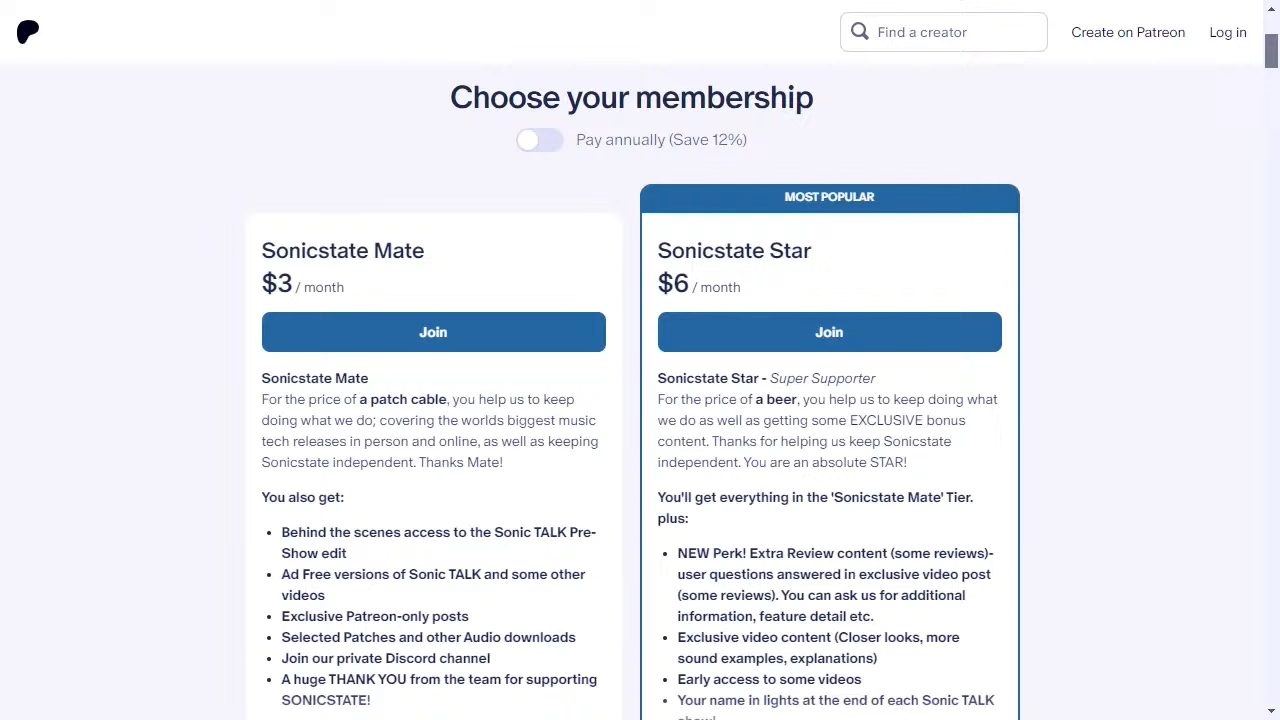 Find a creator
Create on Patreon
Log in
Choose your membership
Pay annually (Save 12%)
Sonicstate Mate
$3 / month
Join
Sonicstate Mate
For the price of a patch cable, you help us to keep
doing what we do; covering the worlds biggest music
tech releases in person and online, as well as keeping
Sonicstate independent. Thanks Mate!
You also get:
• Behind the scenes access to the Sonic TALK Pre-
Show edit
• Ad Free versions of Sonic TALK and some other
videos
• Exclusive Patreon-only posts
• Selected Patches and other Audio downloads
• Join our private Discord channel
• A huge THANK YOU from the team for supporting
SONICSTATE!
MOST POPULAR
Sonicstate Star
$6 / month
Join
Sonicstate Star - Super Supporter
For the price of a beer, you help us to keep doing what
we do as well as getting some EXCLUSIVE bonus
content. Thanks for helping us keep Sonicstate
independent. You are an absolute STAR!
You'll get everything in the 'Sonicstate Mate' Tier.
plus:
• NEW Perk! Extra Review content (some reviews)-
user questions answered in exclusive video post
(some reviews). You can ask us for additional
information, feature detail etc.
• Exclusive video content (Closer looks, more
sound examples, explanations)
• Early access to some videos
• Your name in lights at the end of each Sonic TALK